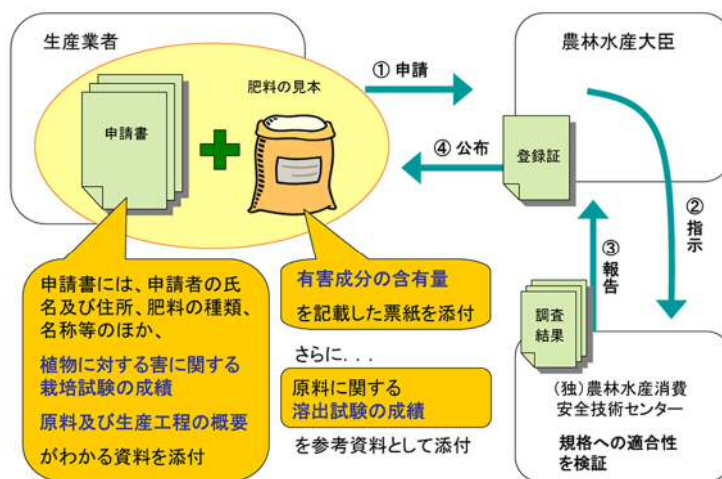 生産業者
農林水産大臣
肥料の見本
① 申請
申請書
登録証
④ 公布
②
指示
③
報告
申請書には、申請者の氏
名及び住所、肥料の種類、
名称等のほか、
植物に対する害に関する
栽培試験の成績
原料及び生産工程の概要
がわかる資料を添付
有害成分の含有量
を記載した票紙を添付
さらに．．．
原料に関する
溶出試験の成績
を参考資料として添付
調査
結果
（独）農林水産消費
安全技術センター
規格への適合性
を検証